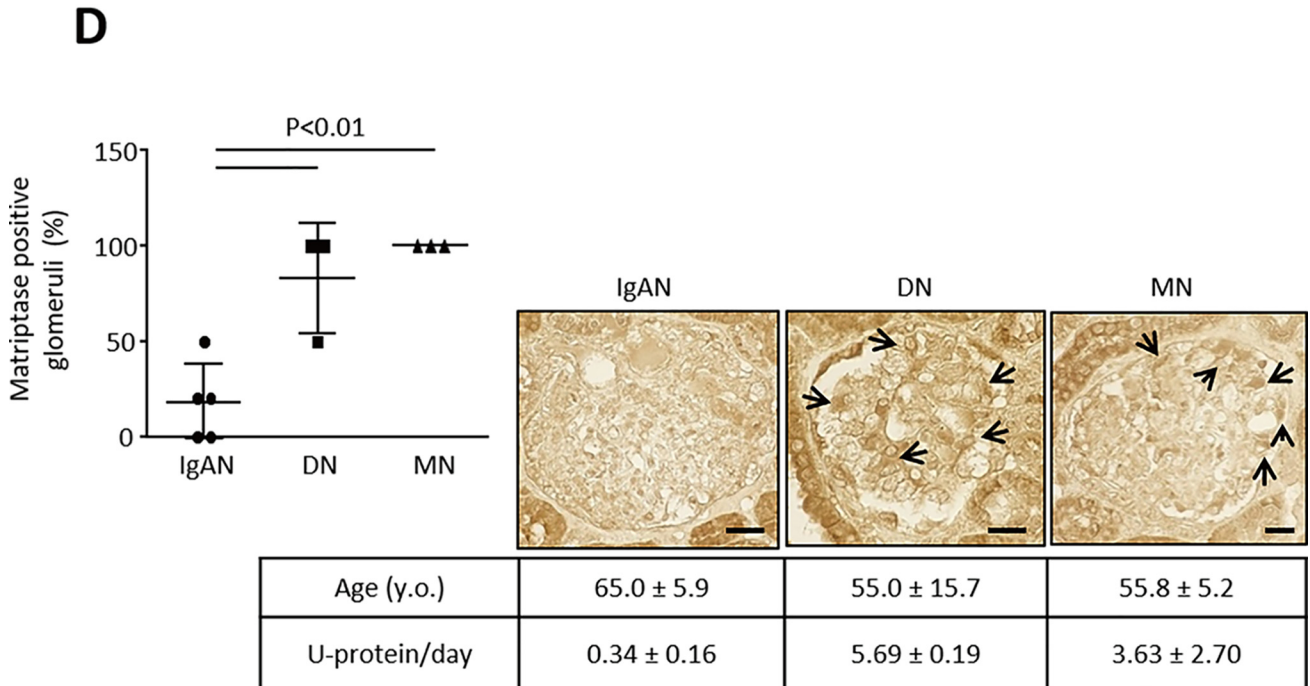 D
P<0.01
150
100
50
0
Matriptase positive
glomeruli (%)
IgAN DN MN
IgAN DN MN
Age (y.o.) 65.0 ± 5.9 55.0 ± 15.7 55.8 ± 5.2
U-protein/day 0.34 ± 0.16 5.69 ± 0.19 3.63 ± 2.70